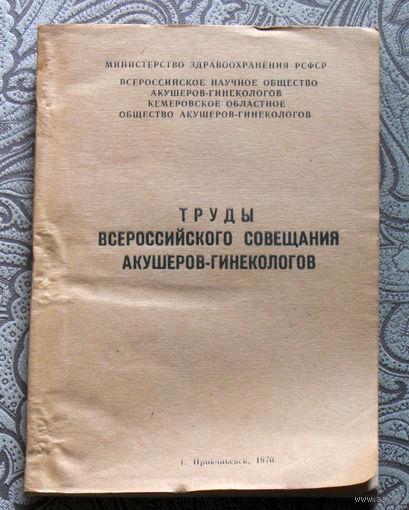 МИНИСТЕРСТВО ЗДРАВООХРАНЕНИЯ РСФСР
ВСЕРОССИЙСКОЕ НАУЧНОЕ ОБЩЕСТВО
АКУШЕРОВ-ГИНЕКОЛОГОВ
КЕМЕРОВСКОЕ ОБЛАСТНОЕ
ОБЩЕСТВО АКУШЕРОВ-ГИНЕКОЛОГОВ
ТРУДЫ
ВСЕРОССИЙСКОГО СОВЕЩАНИЯ
АКУШЕРОВ-ГИНЕКОЛОГОВ
г. Прокопьевск, 1970.